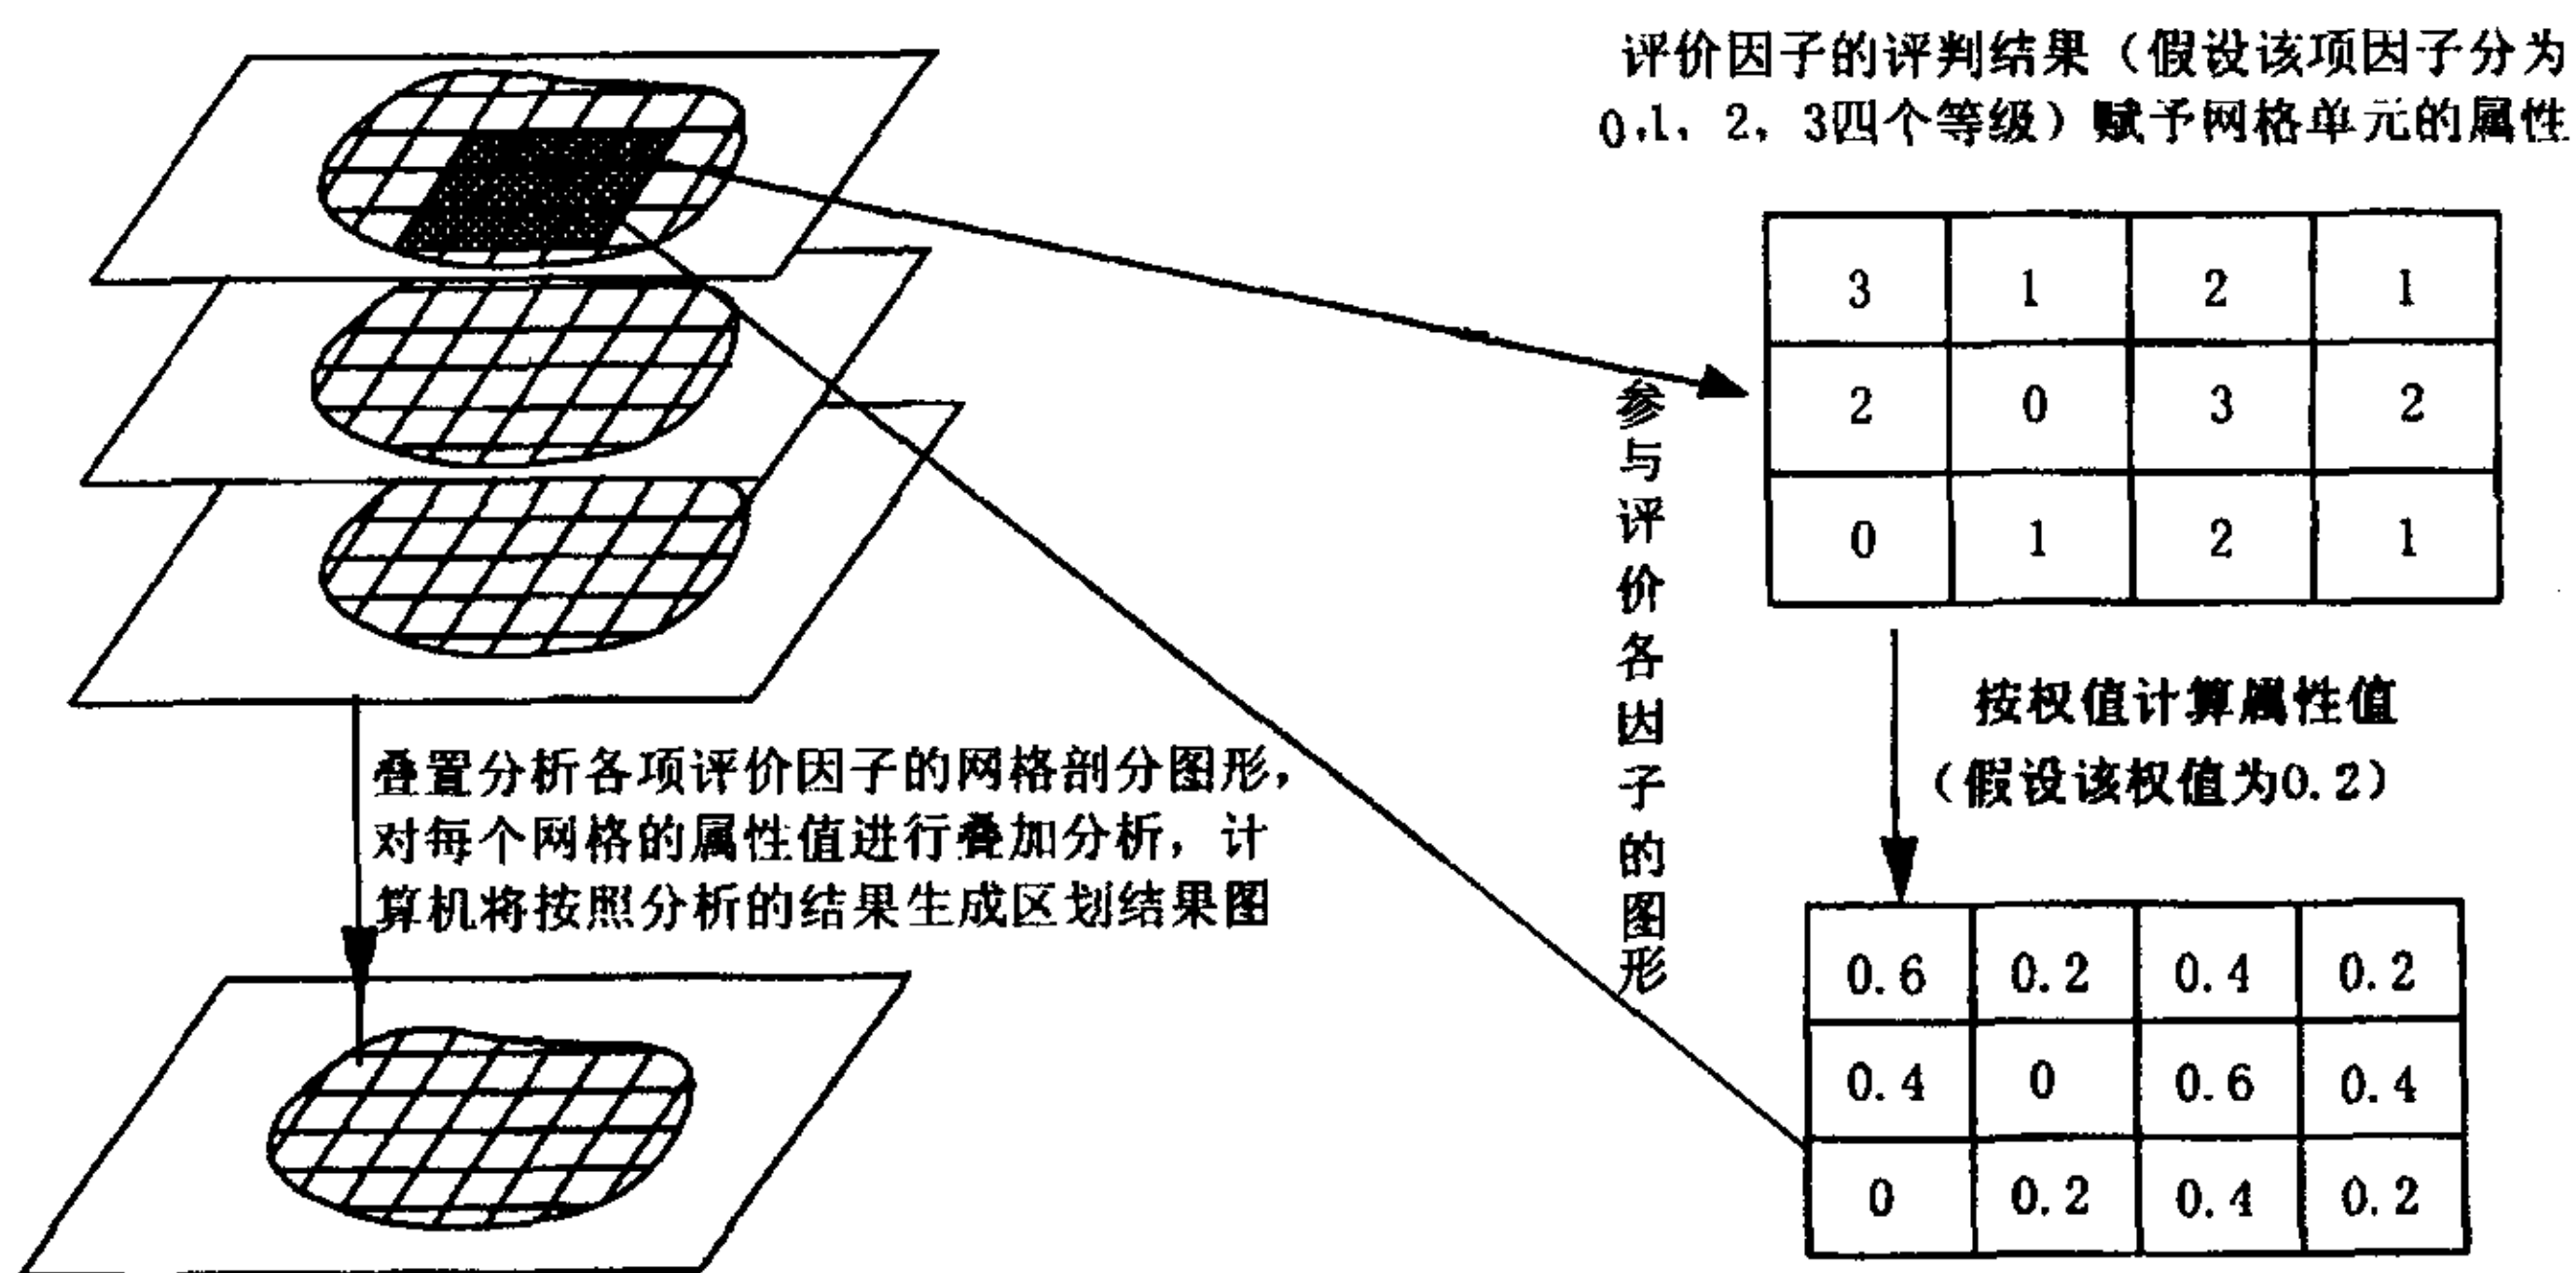 评价因子的评判结果（假设该项因子分为
0,1, 2, 3四个等级）赋予网格单元的属性
3 1 2 1
2 0 3 2
0 1 2 1
参与评价各因子的图形
按权值计算属性值
（假设该权值为0.2）
叠置分析各项评价因子的网格剖分图形，
对每个网格的属性值进行叠加分析，计
算机将按照分析的结果生成区划结果图
0.6 0.2 0.4 0.2
0.4 0 0.6 0.4
0 0.2 0.4 0.2